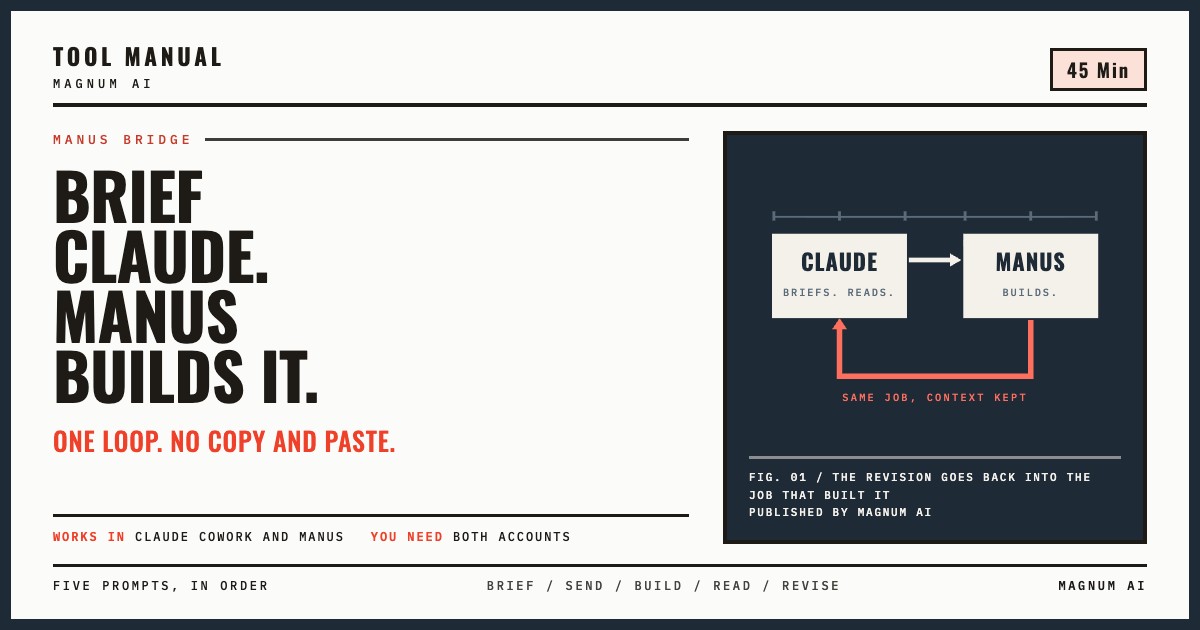 TOOL MANUAL
MAGNUM AI
45 Min
MANUS BRIDGE
BRIEF
CLAUDE.
MANUS
BUILDS IT.
ONE LOOP. NO COPY AND PASTE.
WORKS IN CLAUDE COWORK AND MANUS YOU NEED BOTH ACCOUNTS
CLAUDE
BRIEFS. READS.
MANUS
BUILDS.
SAME JOB, CONTEXT KEPT
FIG. 01 / THE REVISION GOES BACK INTO THE
JOB THAT BUILT IT
PUBLISHED BY MAGNUM AI
FIVE PROMPTS, IN ORDER
BRIEF / SEND / BUILD / READ / REVISE
MAGNUM AI